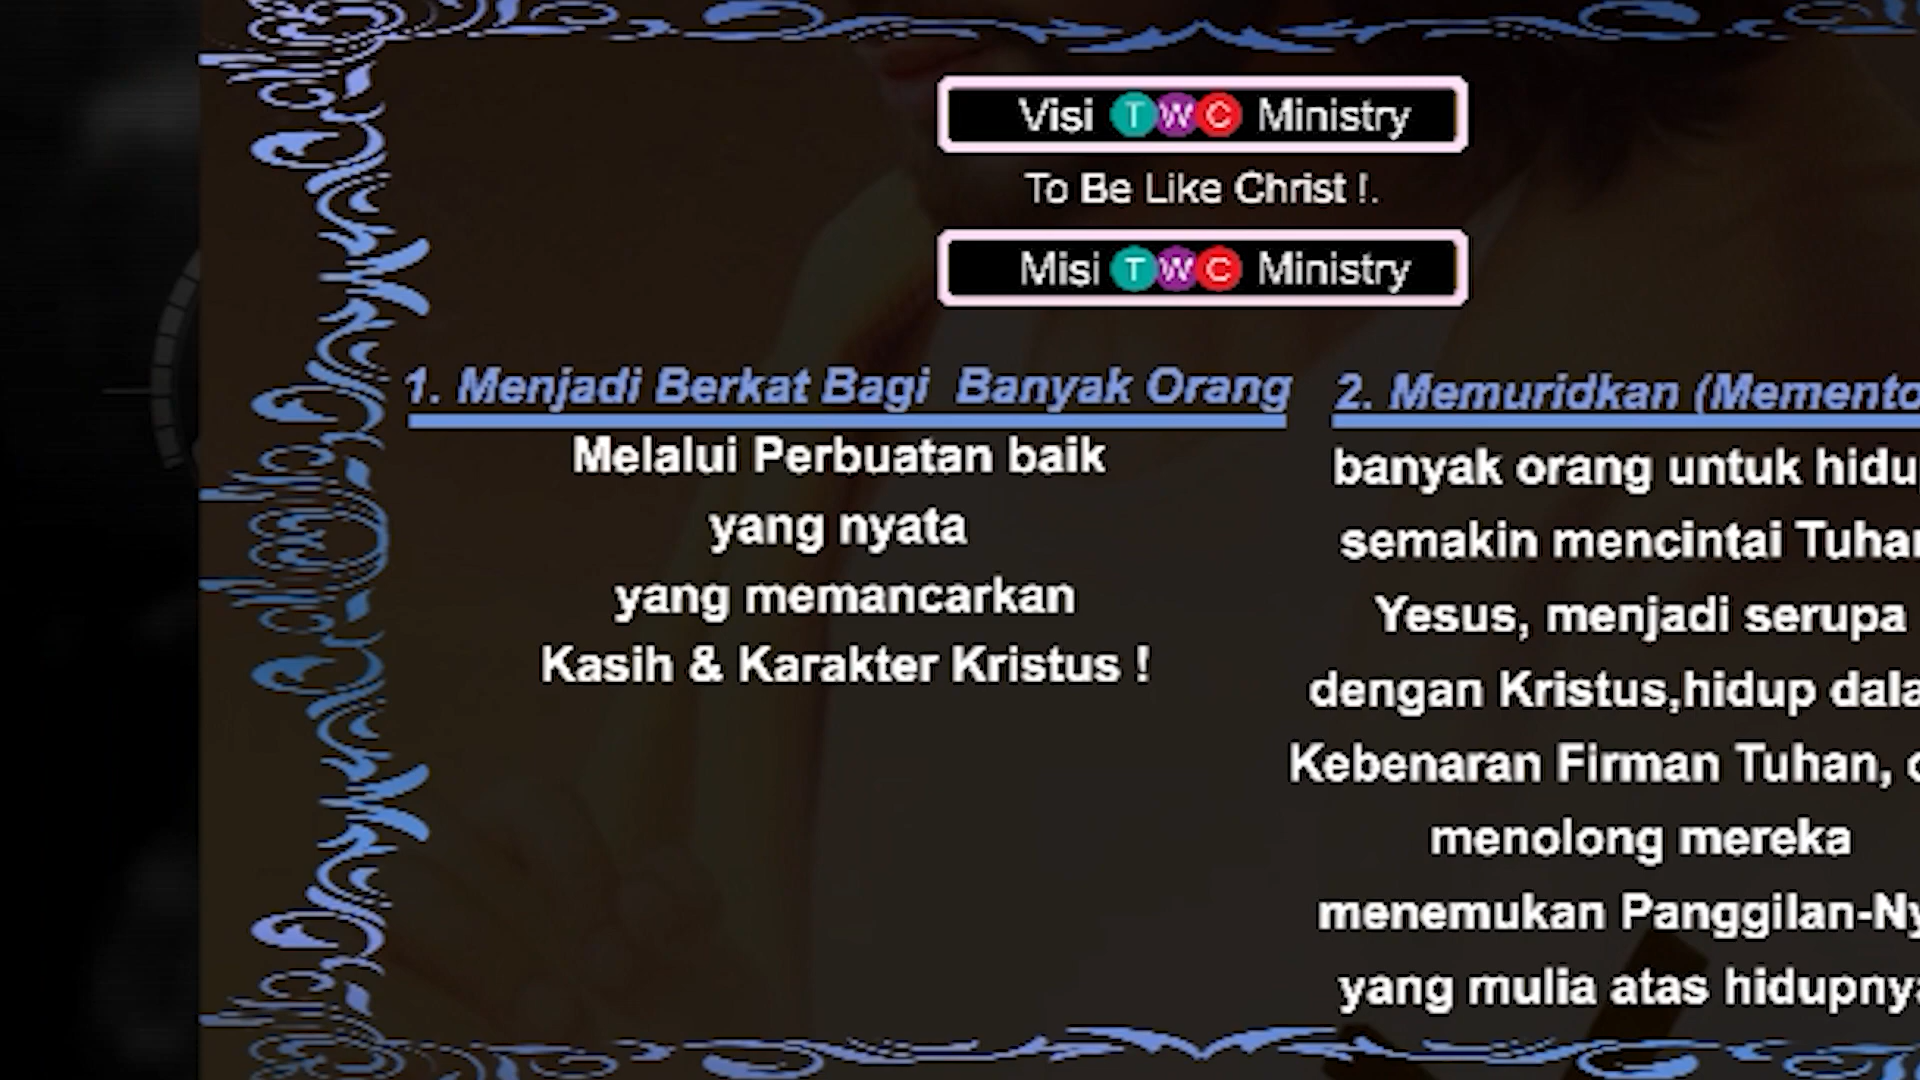 Visi TWC Ministry
To Be Like Christ !.
Misi TWC Ministry
1. Menjadi Berkat Bagi Banyak Orang
Melalui Perbuatan baik
yang nyata
yang memancarkan
Kasih & Karakter Kristus !
2. Memuridkan
banyak orang untuk
semakin mencintai
Yesus, menjadi serupa
dengan Kristus,hidup
Kebenaran Firman Tuhan,
menolong mereka
menemukan
yang mulia atas